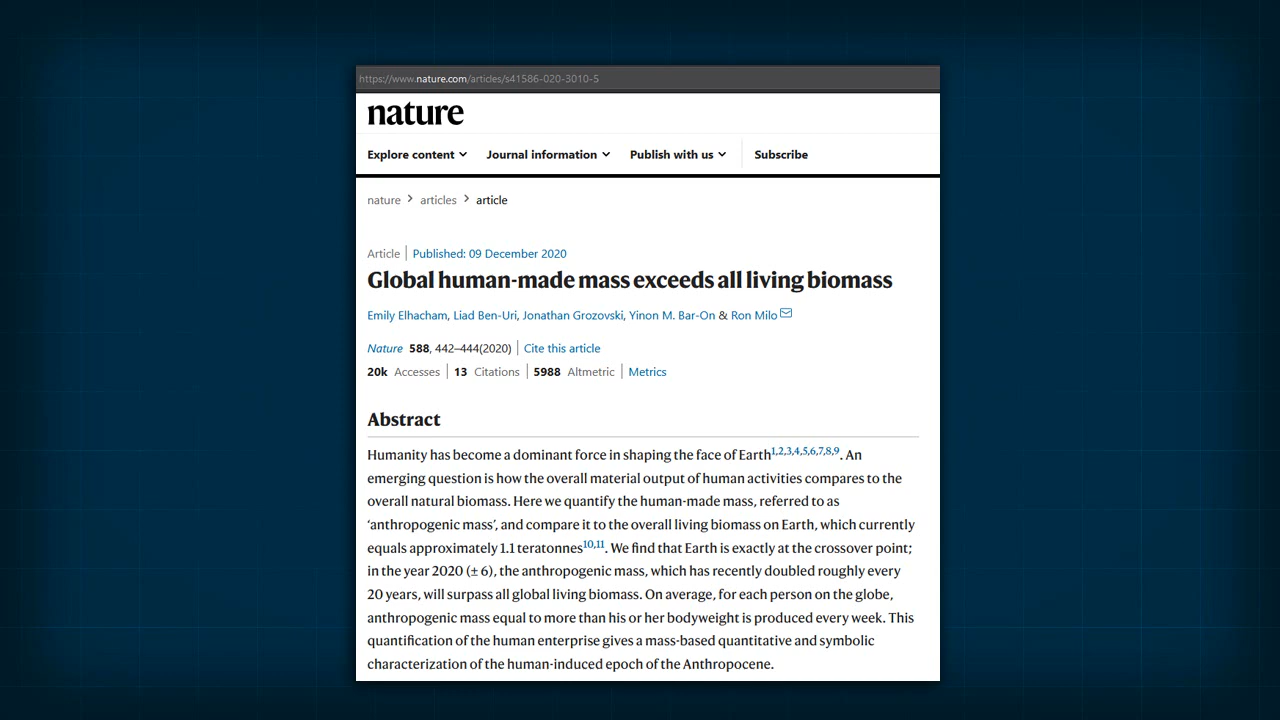 https://www.nature.com/articles/s41586-020-3010-5
nature
Explore content Journal information Publish with us Subscribe
nature > articles > article
Article | Published: 09 December 2020
Global human-made mass exceeds all living biomass
Emily Elhacham, Liad Ben-Uri, Jonathan Grozovski, Yinon M. Bar-On & Ron Milo
Nature 588, 442–444(2020) | Cite this article
20k Accesses | 13 Citations | 5988 Altmetric | Metrics
Abstract
Humanity has become a dominant force in shaping the face of Earth1,2,3,4,5,6,7,8,9. An
emerging question is how the overall material output of human activities compares to the
overall natural biomass. Here we quantify the human-made mass, referred to as
‘anthropogenic mass’, and compare it to the overall living biomass on Earth, which currently
equals approximately 1.1 teratonnes10,11. We find that Earth is exactly at the crossover point;
in the year 2020 (± 6), the anthropogenic mass, which has recently doubled roughly every
20 years, will surpass all global living biomass. On average, for each person on the globe,
anthropogenic mass equal to more than his or her bodyweight is produced every week. This
quantification of the human enterprise gives a mass-based quantitative and symbolic
characterization of the human-induced epoch of the Anthropocene.